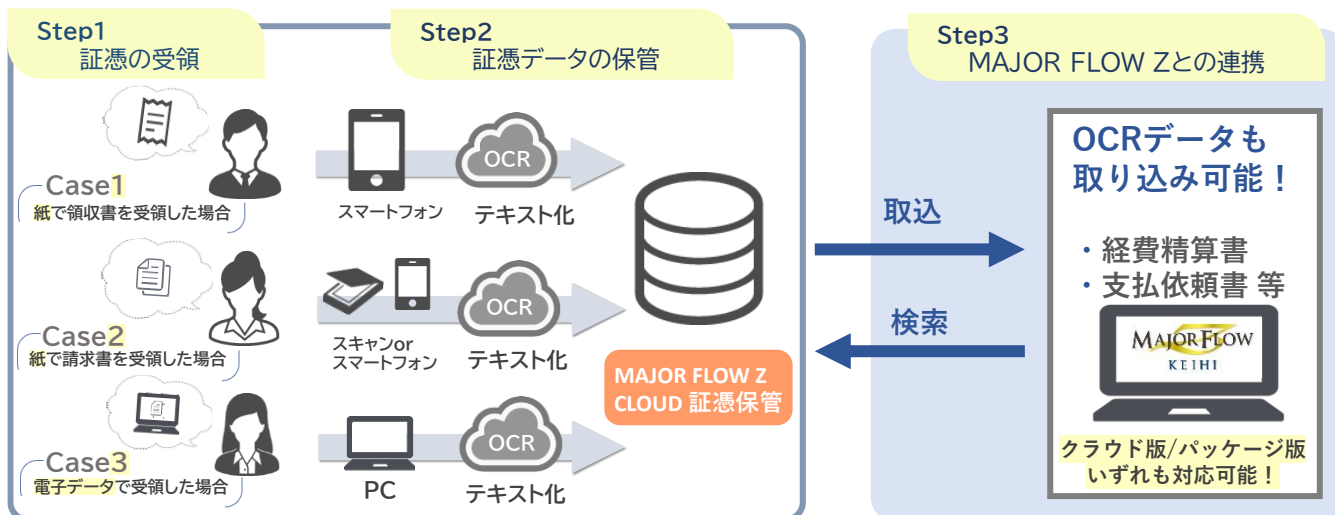 Step1
証憑の受領
Case1
紙で領収書を受領した場合
Case2
紙で請求書を受領した場合
Case3
電子データで受領した場合
Step2
証憑データの保管
スマートフォン
OCR
テキスト化
スキャンor
スマートフォン
OCR
テキスト化
PC
OCR
テキスト化
MAJOR FLOW Z
CLOUD 証憑保管
取込
検索
Step3
MAJOR FLOW Zとの連携
OCRデータも
取り込み可能！
・経費精算書
・支払依頼書 等
MAJOR FLOW
KEIHI
クラウド版/パッケージ版
いずれも対応可能！